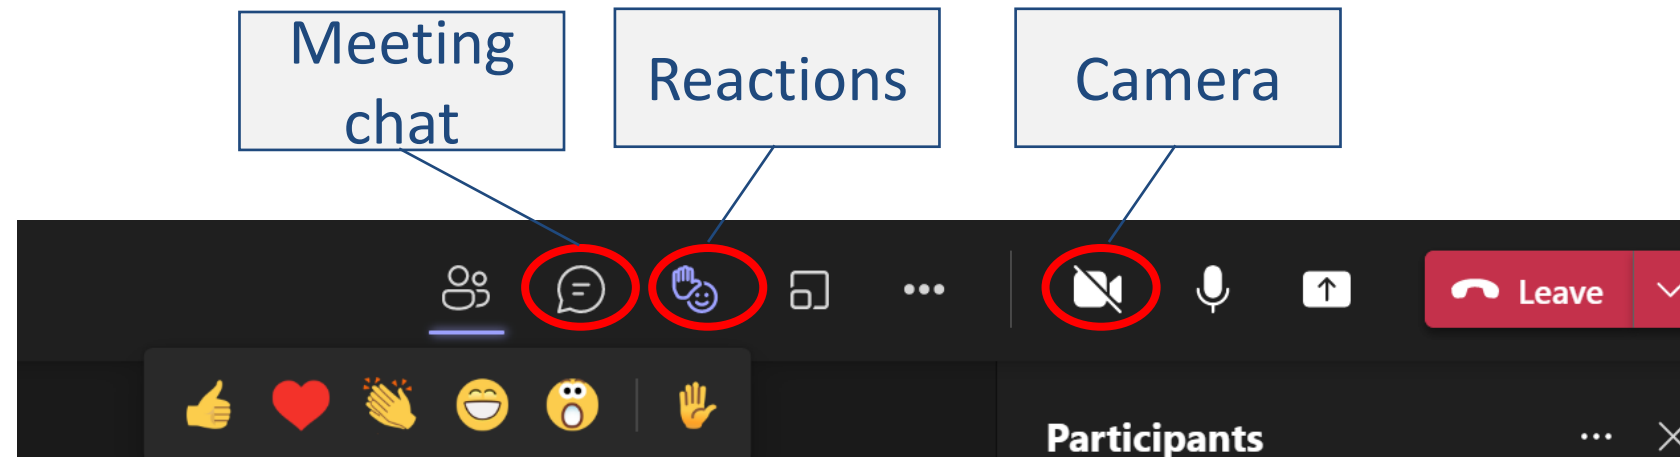 Meeting
chat
Reactions
Camera
Leave
Participants